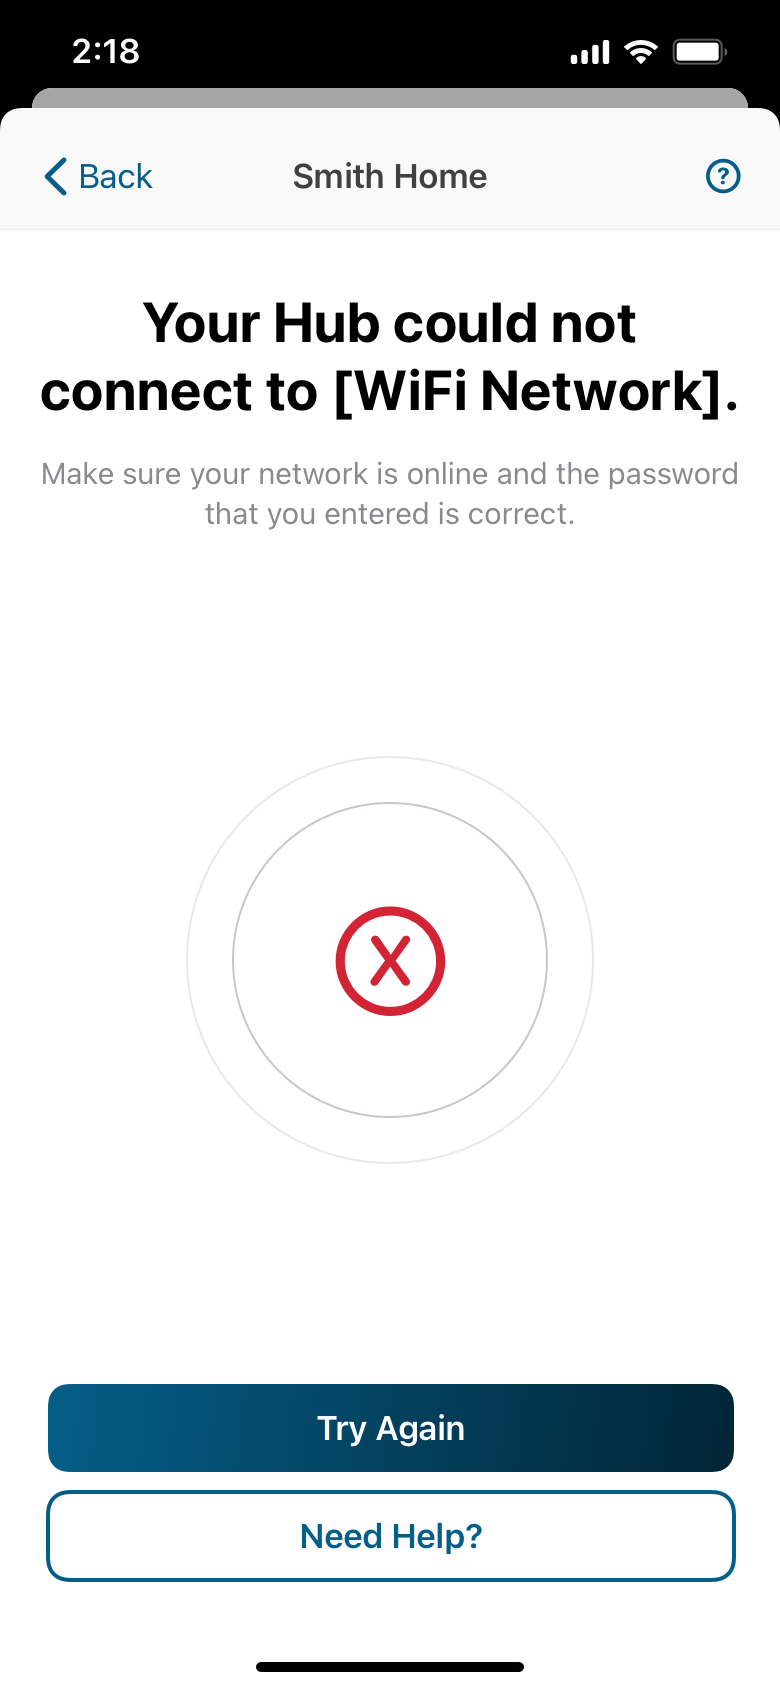 2:18
Back
Smith Home
?
Your Hub could not
connect to [WiFi Network].
Make sure your network is online and the password
that you entered is correct.
X
Try Again
Need Help?